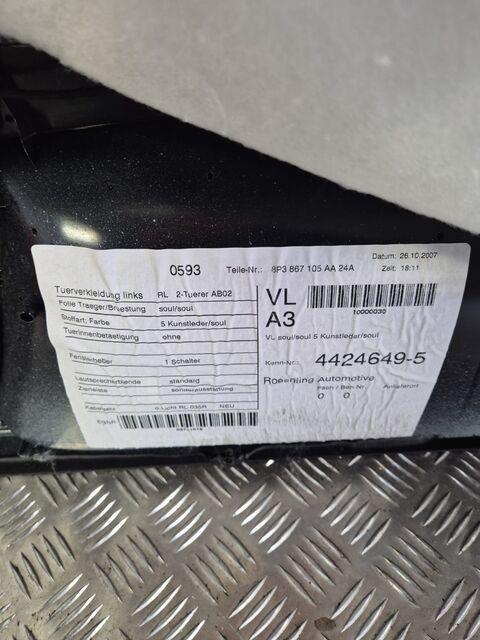 Datum: 26.10.2007
0593 Teile-Nr.: 8P3 867 105 AA 24A Zeit: 18:11
Tuerverkleidung links RL 2-Tuerer AB02
Folie Traeger/Bruestung soul/soul
Stoffart, Farbe 5 Kunstleder/soul
Tuerinnenbetaetigung ohne
Fensterheber 1 Schalter
Lautsprecherblende standard
Zierleiste sonderausstattung
Kabelsatz o Licht RL 035R NEU
EGNR
VL
A3
10000030
VL soul/soul 5 Kunstleder/soul
Kenn-Nr.: 4424649-5
Roechling Automotive
Fach / Beh.Nr. Anlieferort
0 0